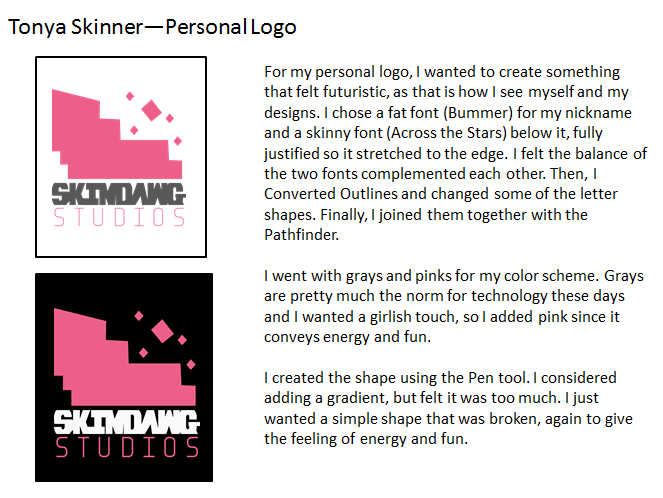 Tonya Skinner—Personal Logo
SKIMDAWG
STUDIOS
For my personal logo, I wanted to create something
that felt futuristic, as that is how I see myself and my
designs. I chose a fat font (Bummer) for my nickname
and a skinny font (Across the Stars) below it, fully
justified so it stretched to the edge. I felt the balance of
the two fonts complemented each other. Then, I
Converted Outlines and changed some of the letter
shapes. Finally, I joined them together with the
Pathfinder.
I went with grays and pinks for my color scheme. Grays
are pretty much the norm for technology these days
and I wanted a girlish touch, so I added pink since it
conveys energy and fun.
I created the shape using the Pen tool. I considered
adding a gradient, but felt it was too much. I just
wanted a simple shape that was broken, again to give
the feeling of energy and fun.
SKIMDAWG
STUDIOS